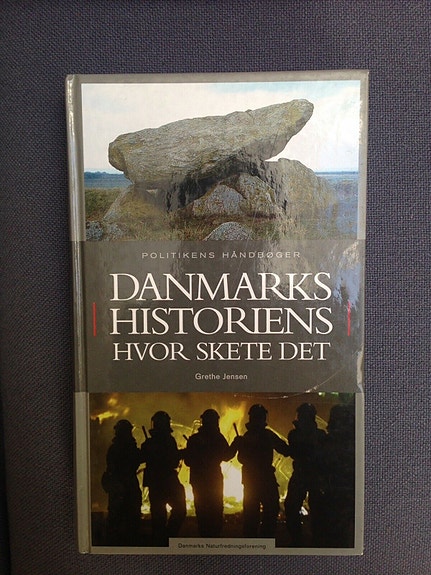 POLITIKENS HÅNDBØGER
DANMARKS
HISTORIENS
HVOR SKETE DET
Grethe Jensen
Danmarks Naturfredningsforening